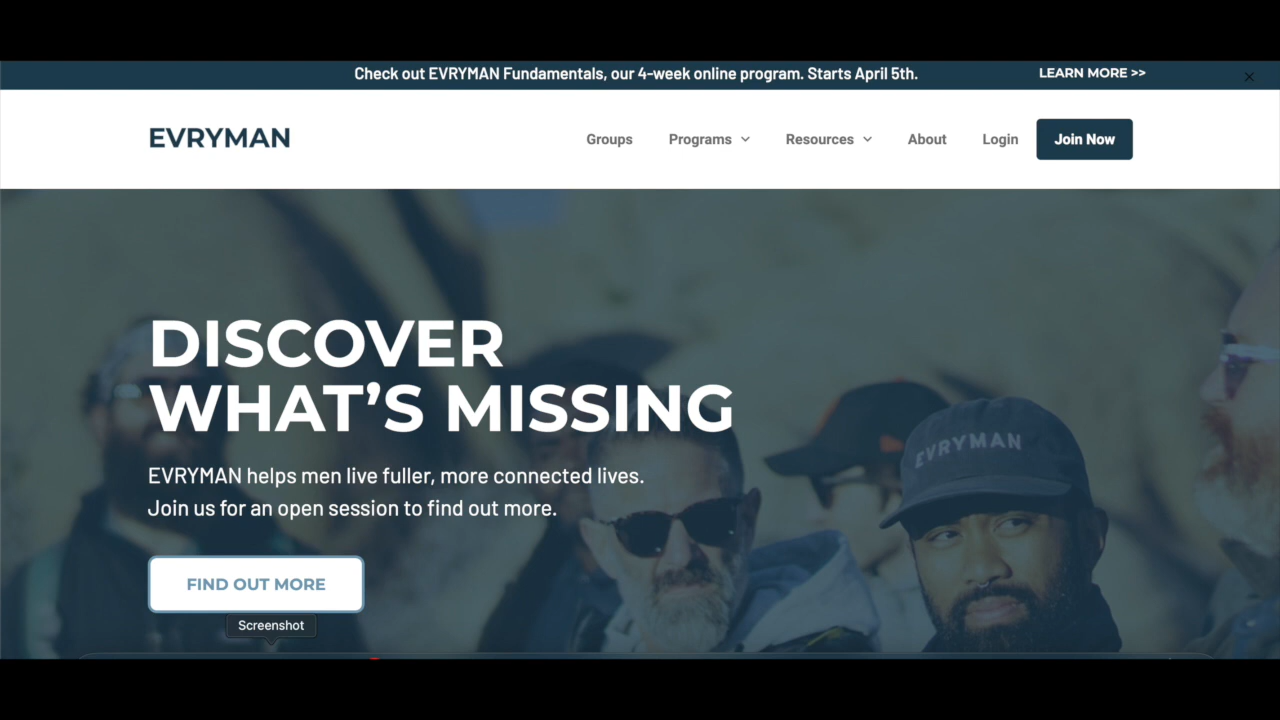 Check out EVRYMAN Fundamentals, our 4-week online program. Starts April 5th.
LEARN MORE >>
EVRYMAN
Groups
Programs
Resources
About
Login
Join Now
DISCOVER
WHAT’S MISSING
EVRYMAN helps men live fuller, more connected lives.
Join us for an open session to find out more.
FIND OUT MORE
Screenshot
EVRYMAN